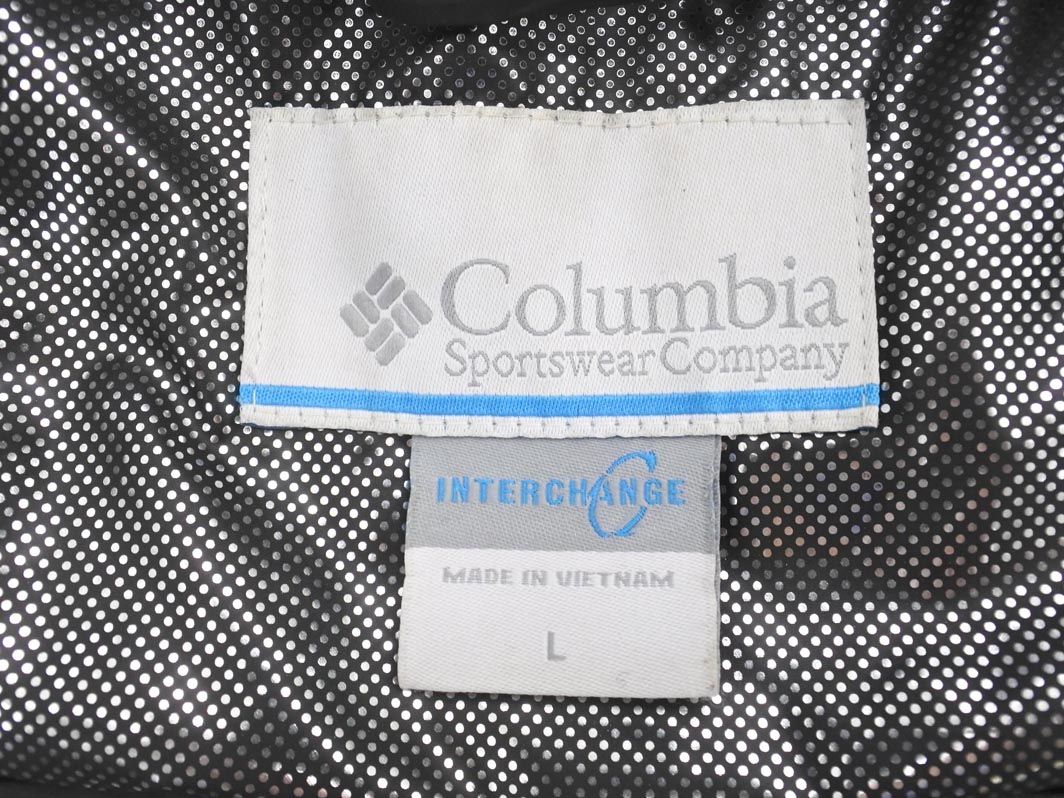 Columbia
Sportswear Company
INTERCHANGE
MADE IN VIETNAM
L